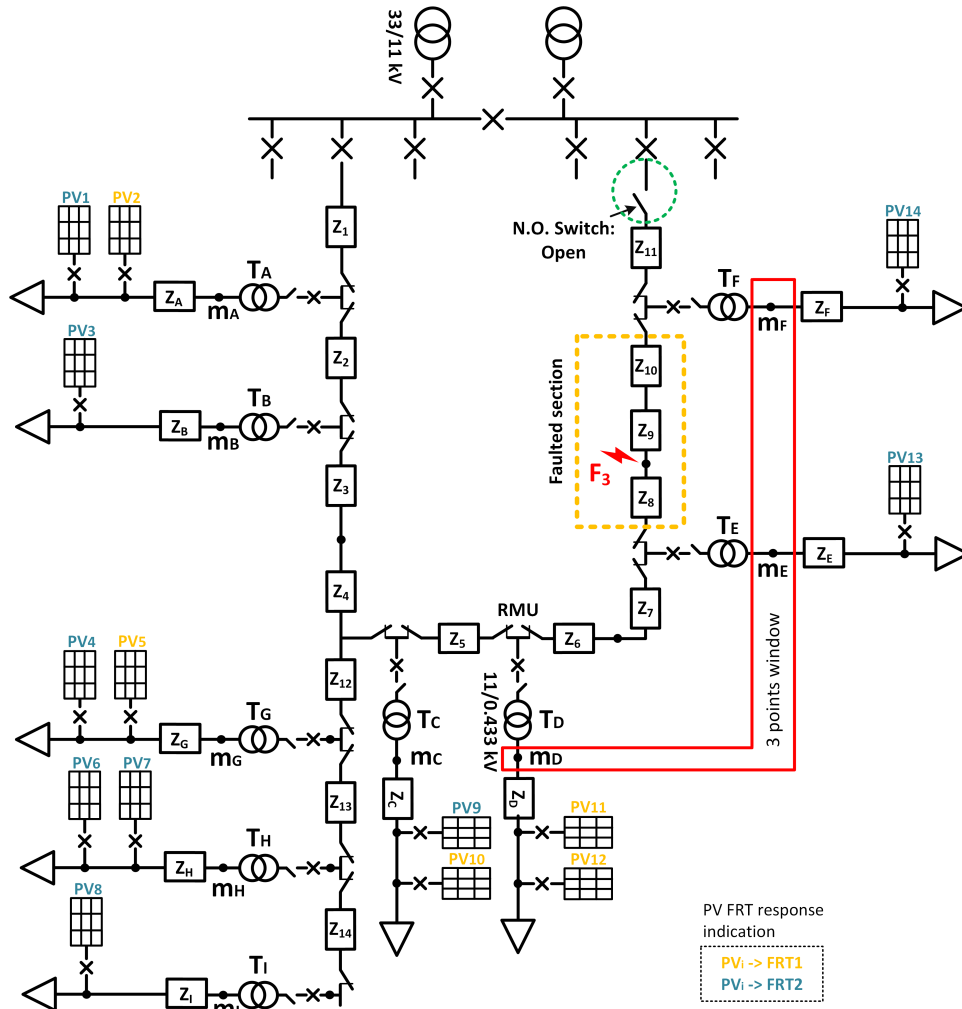 33/11 kV
PV1
PV2
Z1
N.O. Switch:
Open
Z11
PV14
TA
ZA
mA
TF
mF
ZF
PV3
Z2
Z10
TB
ZB
mB
Faulted section
Z9
F3
Z3
Z8
PV13
TE
mE
ZE
Z4
Z7
RMU
Z5
Z6
3 points window
PV4
PV5
Z12
TG
ZG
mG
TC
mC
11/0.433 kV
TD
mD
PV6
PV7
Z13
ZC
ZD
PV9
PV11
TH
ZH
mH
PV10
PV12
PV8
Z14
TI
ZI
PV FRT response
indication
PVi -> FRT1
PVi -> FRT2